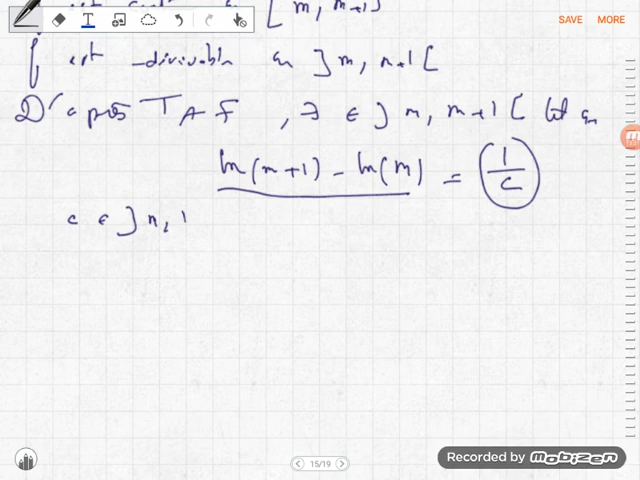 SAVE MORE
[m, m+1]
f est dérivable en ]m, n+1[
D'après TAF, ∃ ∈ ]n, m+1[ tel que
ln(n+1) - ln(n) = 1/c
c ∈ ]n, 1
15/19
Recorded by Mobizen